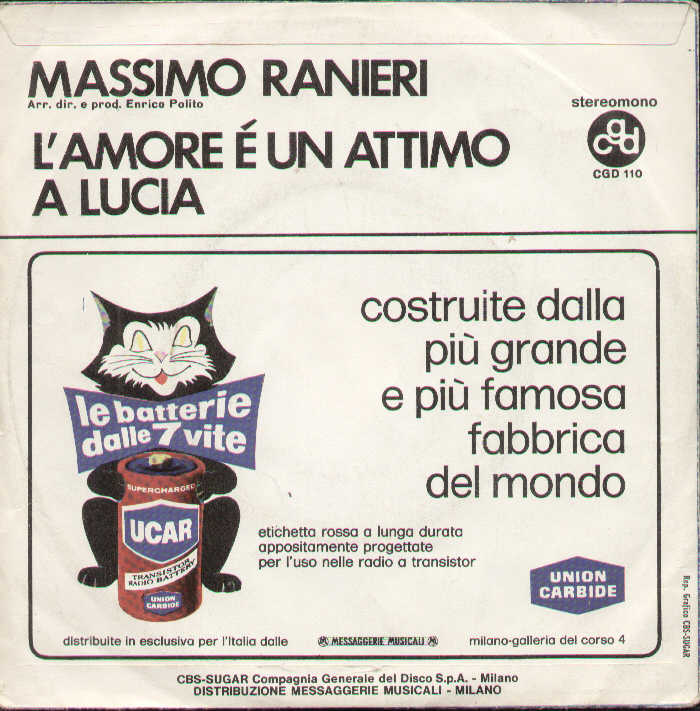 MASSIMO RANIERI
Arr. dir. e prod. Enrico Polito
L'AMORE É UN ATTIMO
A LUCIA
stereomono
cgd
CGD 110
le batterie
dalle 7 vite
SUPERCHARGED
UCAR
TRANSISTOR
RADIO BATTERY
UNION
CARBIDE
costruite dalla
più grande
e più famosa
fabbrica
del mondo
etichetta rossa a lunga durata
appositamente progettate
per l'uso nelle radio a transistor
UNION
CARBIDE
distribuite in esclusiva per l'Italia dalle MESSAGGERIE MUSICALI milano-galleria del corso 4
Rep. Grafico CBS-SUGAR
CBS-SUGAR Compagnia Generale del Disco S.p.A. - Milano
DISTRIBUZIONE MESSAGGERIE MUSICALI - MILANO